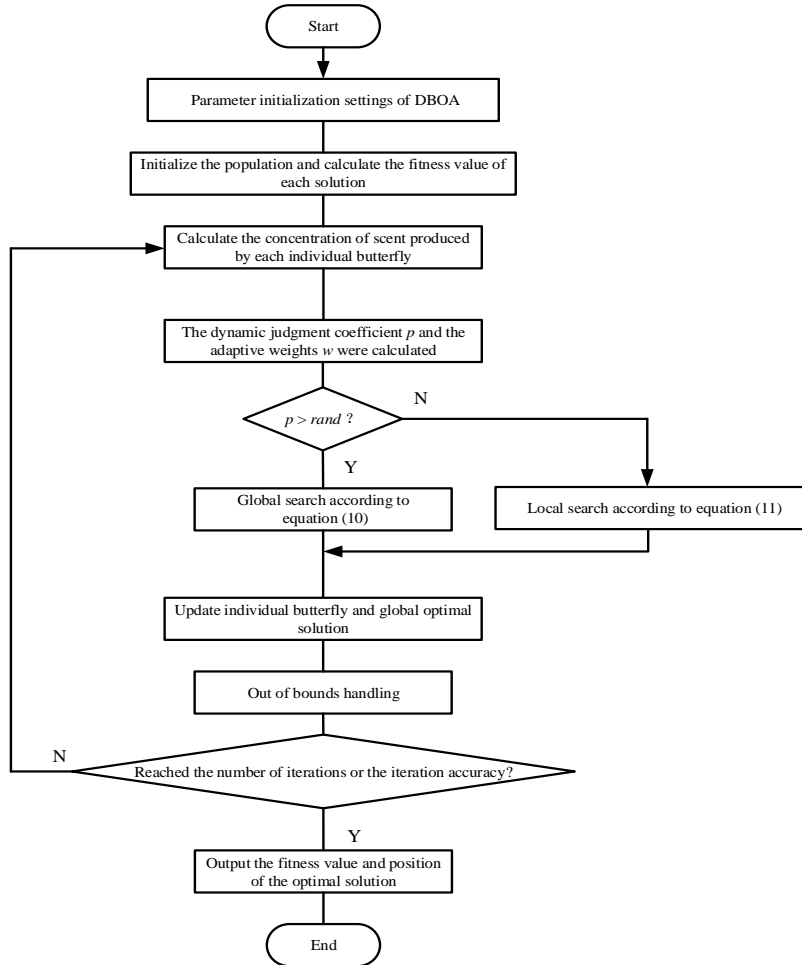 Start
Parameter initialization settings of DBOA
Initialize the population and calculate the fitness value of
each solution
Calculate the concentration of scent produced
by each individual butterfly
The dynamic judgment coefficient p and the
adaptive weights w were calculated
p > rand ?
N
Y
Global search according to
equation (10)
Local search according to equation (11)
Update individual butterfly and global optimal
solution
Out of bounds handling
N
Reached the number of iterations or the iteration accuracy?
Y
Output the fitness value and position
of the optimal solution
End